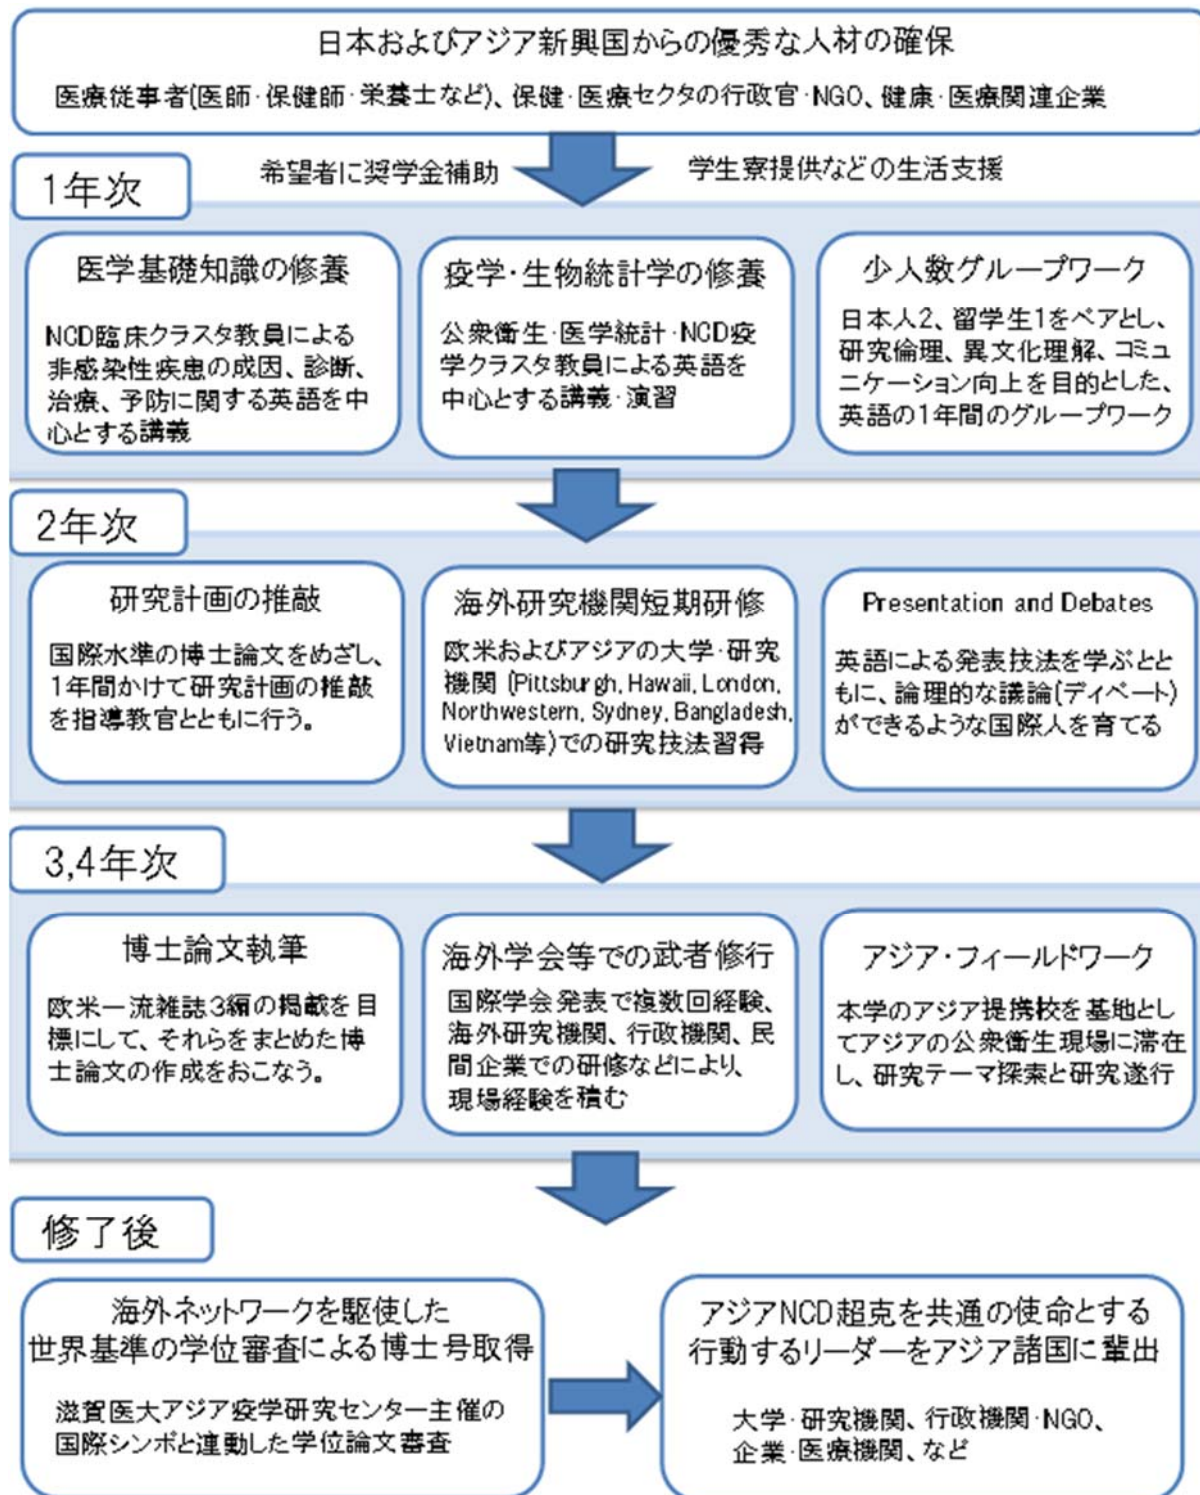 日本およびアジア新興国からの優秀な人材の確保
医療従事者(医師・保健師・栄養士など)、保健・医療セクタの行政官・NGO、健康・医療関連企業
希望者に奨学金補助
学生寮提供などの生活支援
1年次
医学基礎知識の修養
NCD臨床クラスタ教員による
非感染性疾患の成因、診断、
治療、予防に関する英語を中
心とする講義
疫学・生物統計学の修養
公衆衛生・医学統計・NCD疫
学クラスタ教員による英語を
中心とする講義・演習
少人数グループワーク
日本人2、留学生1をペアとし、
研究倫理、異文化理解、コミュ
ニケーション向上を目的とした、
英語の1年間のグループワーク
2年次
研究計画の推敲
国際水準の博士論文をめざし、
1年間かけて研究計画の推敲
を指導教官とともに行う。
海外研究機関短期研修
欧米およびアジアの大学・研究
機関 (Pittsburgh, Hawaii, London,
Northwestern, Sydney, Bangladesh,
Vietnam等)での研究技法習得
Presentation and Debates
英語による発表技法を学ぶとと
もに、論理的な議論(ディベート)
ができるような国際人を育てる
3,4年次
博士論文執筆
欧米一流雑誌3編の掲載を目
標にして、それらをまとめた博
士論文の作成をおこなう。
海外学会等での武者修行
国際学会発表で複数回経験、
海外研究機関、行政機関、民
間企業での研修などにより、
現場経験を積む
アジア・フィールドワーク
本学のアジア提携校を基地とし
てアジアの公衆衛生現場に滞在
し、研究テーマ探索と研究遂行
修了後
海外ネットワークを駆使した
世界基準の学位審査による博士号取得
滋賀医大アジア疫学研究センター主催の
国際シンポと連動した学位論文審査
アジアNCD超克を共通の使命とする
行動するリーダーをアジア諸国に輩出
大学・研究機関、行政機関・NGO、
企業・医療機関、など